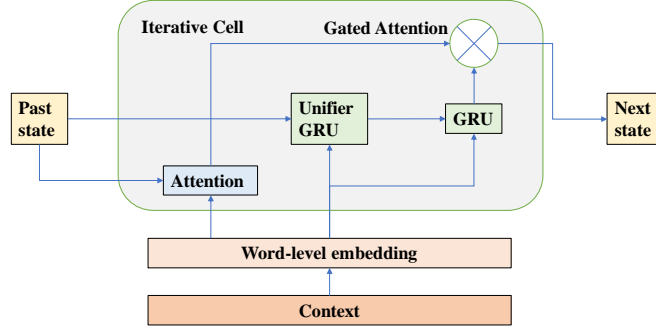 Iterative Cell
Gated Attention
Past
state
Unifier
GRU
GRU
Next
state
Attention
Word-level embedding
Context